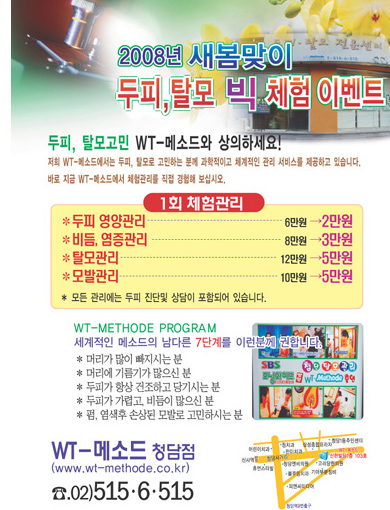 2008년 새봄맞이
두피,탈모 빅 체험 이벤트
두피, 탈모고민 WT-메소드와 상의하세요!
저희 WT-메소드에서는 두피, 탈모로 고민하는 분께 과학적이고 체계적인 관리 서비스를 제공하고 있습니다.
바로 지금 WT-메소드에서 체험관리를 직접 경험해 보십시오.
1회 체험관리
*두피 영양관리 6만원→2만원
*비듬, 염증관리 8만원→3만원
*탈모관리 12만원→5만원
*모발관리 10만원→5만원
* 모든 관리에는 두피 진단및 상담이 포함되어 있습니다.
WT-METHODE PROGRAM
세계적인 메소드의 남다른 7단계를 이런분께 권합니다.
* 머리가 많이 빠지시는 분
* 머리에 기름기가 많으신 분
* 두피가 항상 건조하고 당기시는 분
* 두피가 가렵고, 비듬이 많으신 분
* 펌, 염색후 손상된 모발로 고민하시는 분
SBS
Methode
WT-메소드 청담점
(www.wt-methode.co.kr)
☎.02)515·6·515